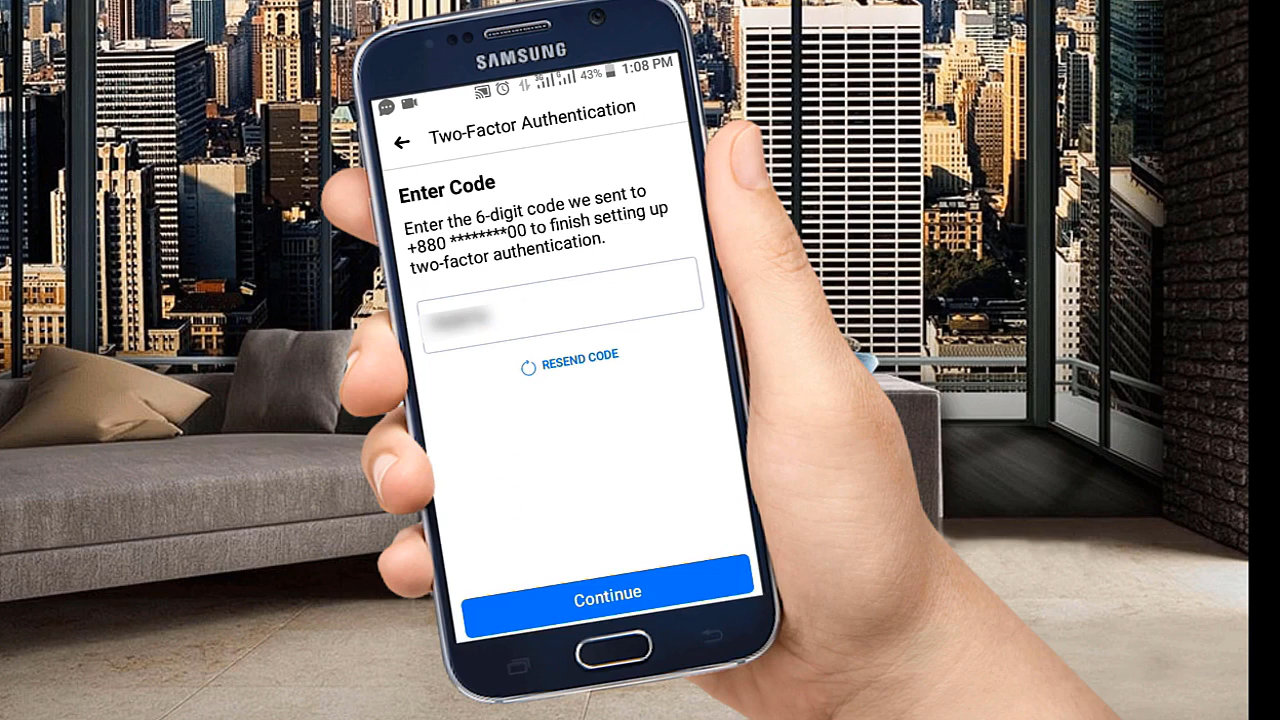 SAMSUNG
3G 43% 1:08 PM
Two-Factor Authentication
Enter Code
Enter the 6-digit code we sent to
+880 ********00 to finish setting up
two-factor authentication.
RESEND CODE
Continue